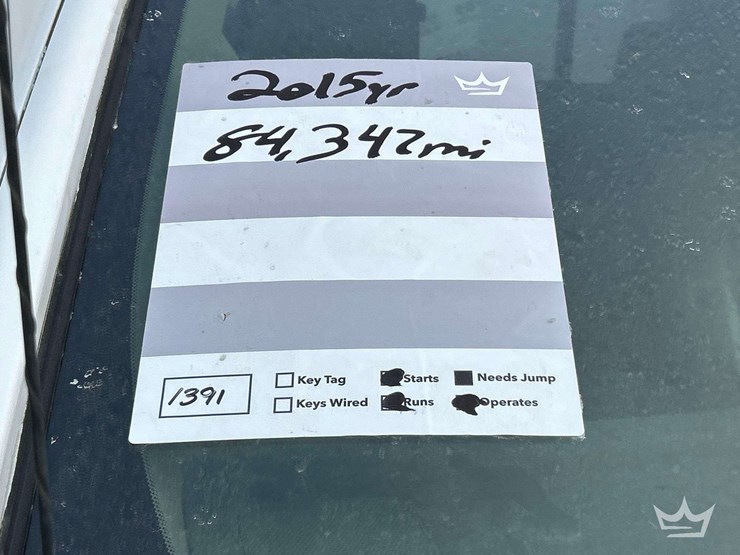 2015yr
84,342mi
1391
Key Tag Starts Needs Jump
Keys Wired Runs Operates